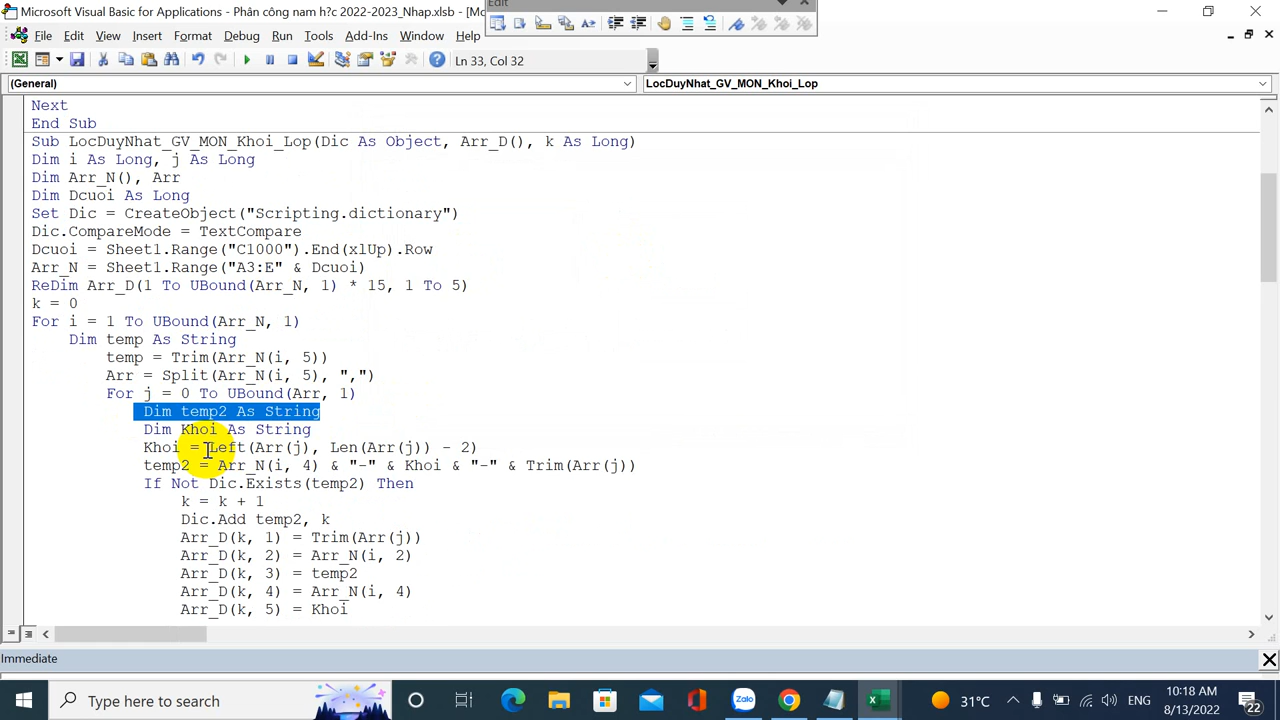 Microsoft Visual Basic for Applications - Phân công nam h?c 2022-2023_Nhap.xlsb - [Mo
Edit
File Edit View Insert Format Debug Run Tools Add-Ins Window Help
Ln 33, Col 32
(General)
LocDuyNhat_GV_MON_Khoi_Lop
Next
End Sub
Sub LocDuyNhat_GV_MON_Khoi_Lop(Dic As Object, Arr_D(), k As Long)
Dim i As Long, j As Long
Dim Arr_N(), Arr
Dim Dcuoi As Long
Set Dic = CreateObject("Scripting.dictionary")
Dic.CompareMode = TextCompare
Dcuoi = Sheet1.Range("C1000").End(xlUp).Row
Arr_N = Sheet1.Range("A3:E" & Dcuoi)
ReDim Arr_D(1 To UBound(Arr_N, 1) * 15, 1 To 5)
k = 0
For i = 1 To UBound(Arr_N, 1)
Dim temp As String
temp = Trim(Arr_N(i, 5))
Arr = Split(Arr_N(i, 5), ",")
For j = 0 To UBound(Arr, 1)
Dim temp2 As String
Dim Khoi As String
Khoi = Left(Arr(j), Len(Arr(j)) - 2)
temp2 = Arr_N(i, 4) & "-" & Khoi & "-" & Trim(Arr(j))
If Not Dic.Exists(temp2) Then
k = k + 1
Dic.Add temp2, k
Arr_D(k, 1) = Trim(Arr(j))
Arr_D(k, 2) = Arr_N(i, 2)
Arr_D(k, 3) = temp2
Arr_D(k, 4) = Arr_N(i, 4)
Arr_D(k, 5) = Khoi
Immediate
Type here to search
31°C
ENG
10:18 AM
8/13/2022
22